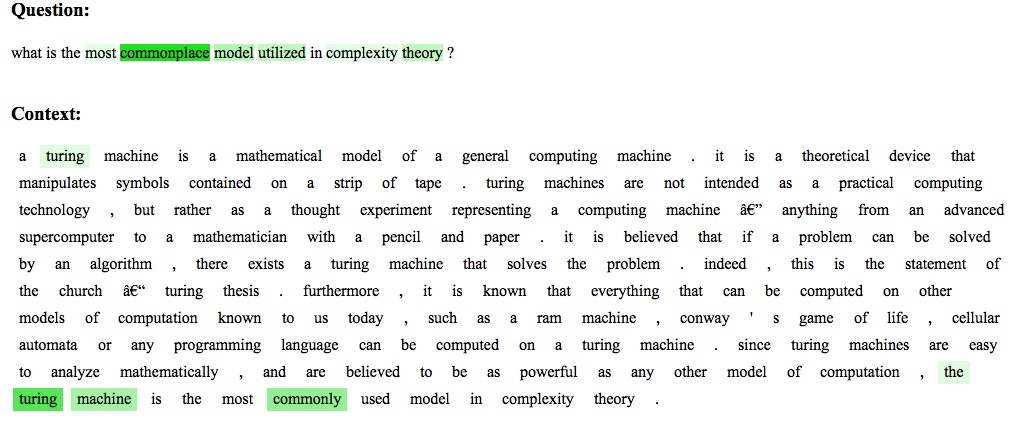 Question:
what is the most commonplace model utilized in complexity theory ?
Context:
a turing machine is a mathematical model of a general computing machine . it is a theoretical device that
manipulates symbols contained on a strip of tape . turing machines are not intended as a practical computing
technology , but rather as a thought experiment representing a computing machine â€” anything from an advanced
supercomputer to a mathematician with a pencil and paper . it is believed that if a problem can be solved
by an algorithm , there exists a turing machine that solves the problem . indeed , this is the statement of
the church â€“ turing thesis . furthermore , it is known that everything that can be computed on other
models of computation known to us today , such as a ram machine , conway ' s game of life , cellular
automata or any programming language can be computed on a turing machine . since turing machines are easy
to analyze mathematically , and are believed to be as powerful as any other model of computation , the
turing machine is the most commonly used model in complexity theory .